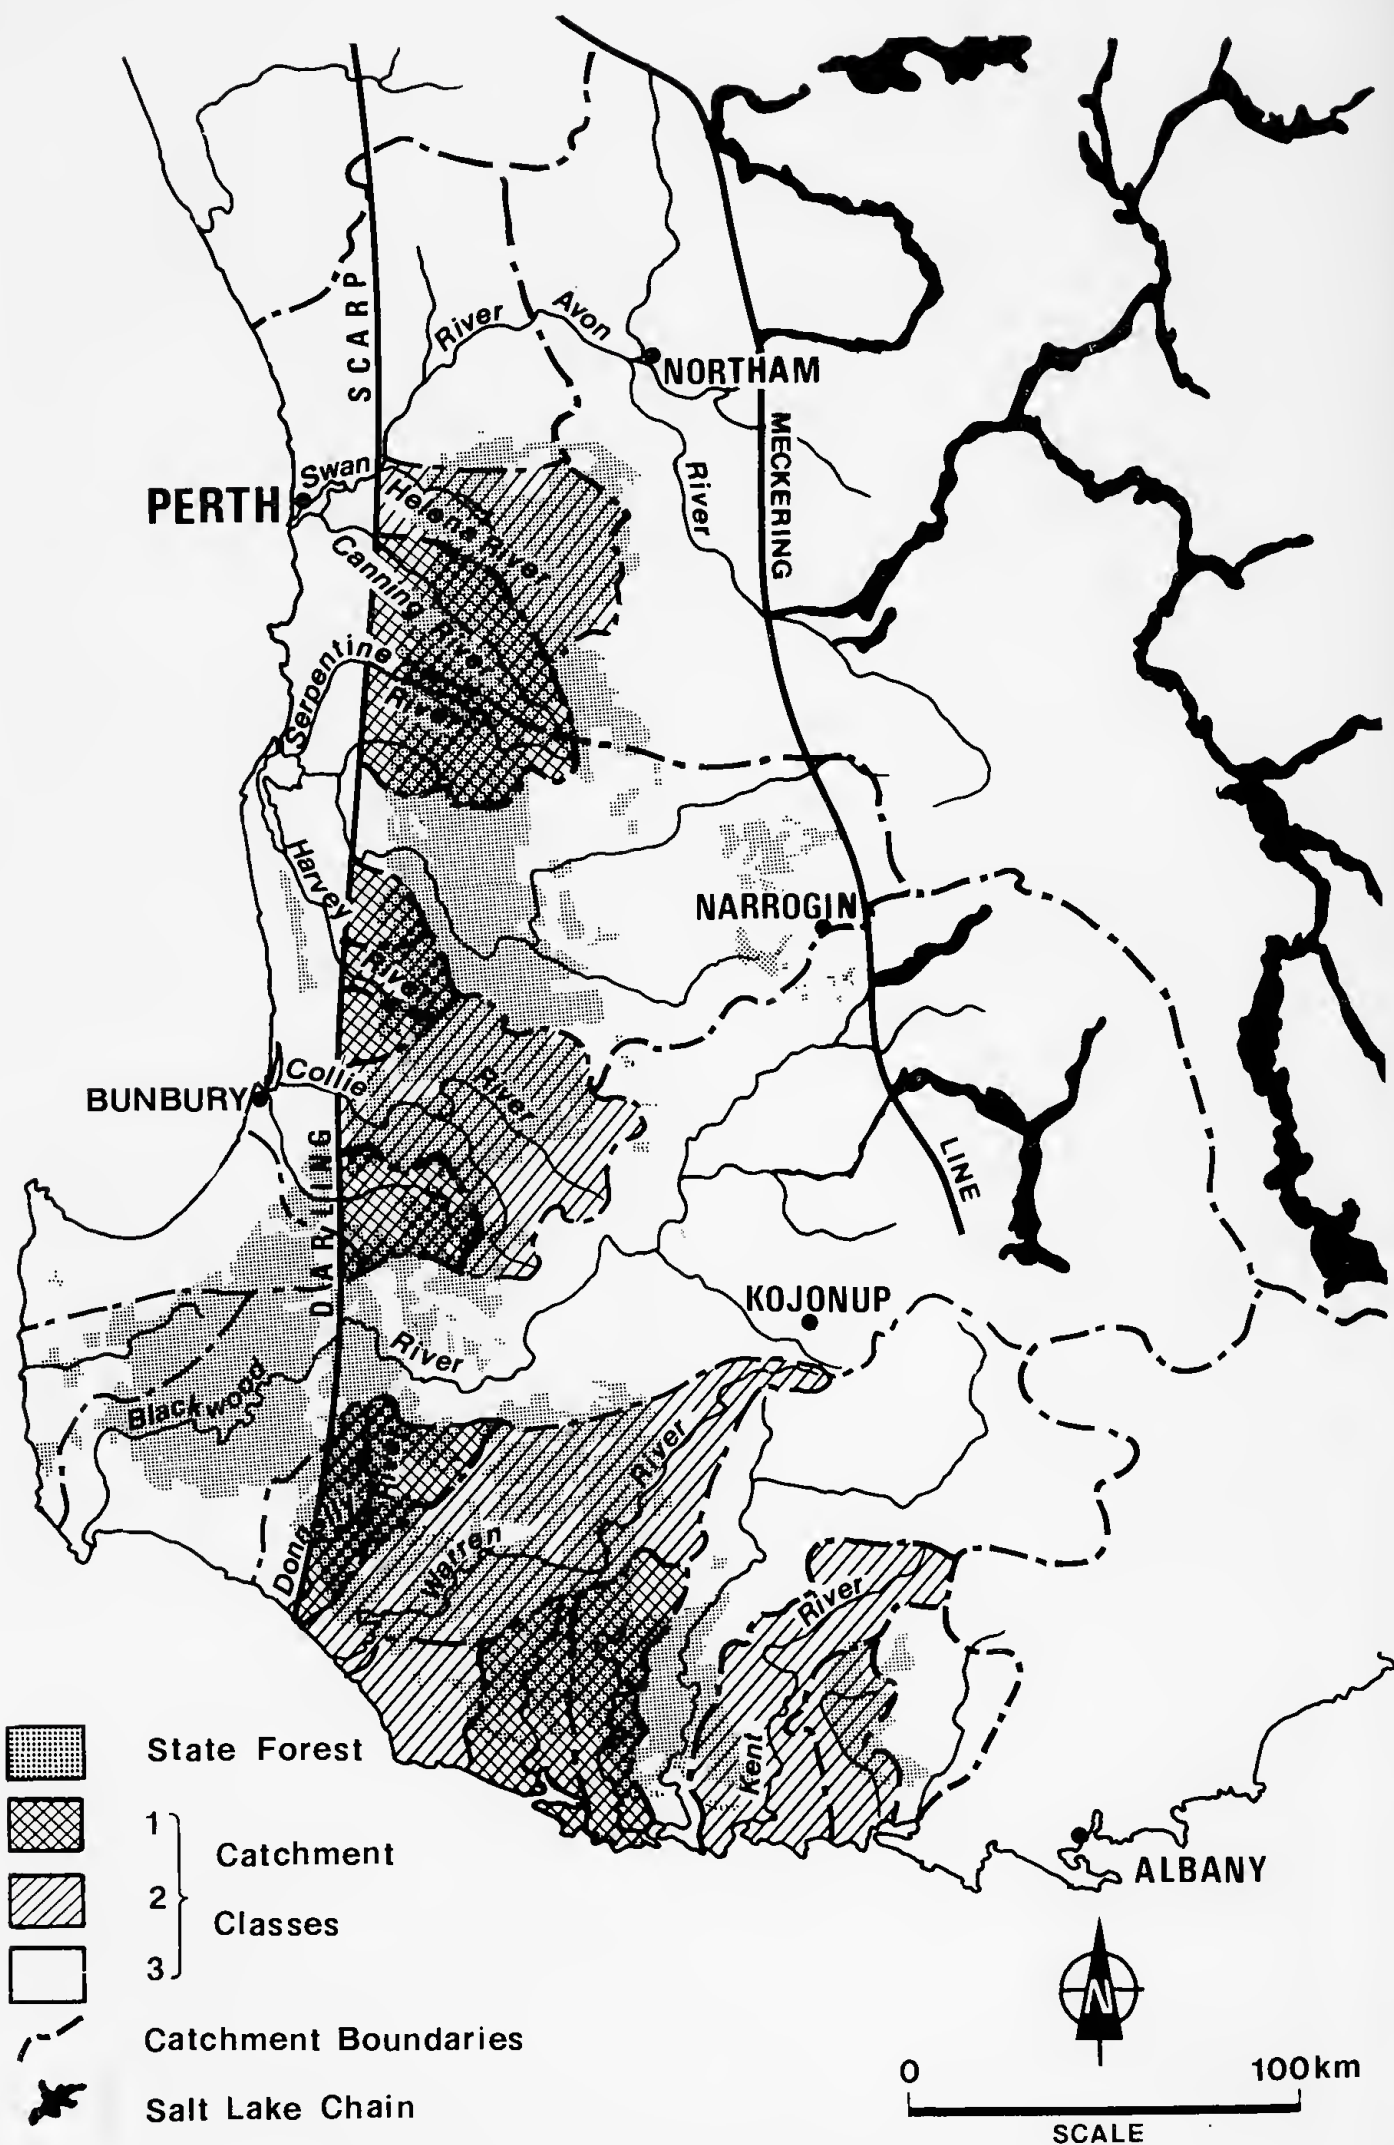 SCARP
River
Avon
NORTHAM
MECKERING
River
Swan
PERTH
Helena River
Canning River
Serpentine
River
Harvey
River
NARROGIN
Collie
River
BUNBURY
LINE
DARLING
KOJONUP
River
Blackwood
River
Donnelly River
Warren
River
Kent
State Forest
1
Catchment
2
Classes
3
Catchment Boundaries
ALBANY
N
Salt Lake Chain
0 100km
SCALE